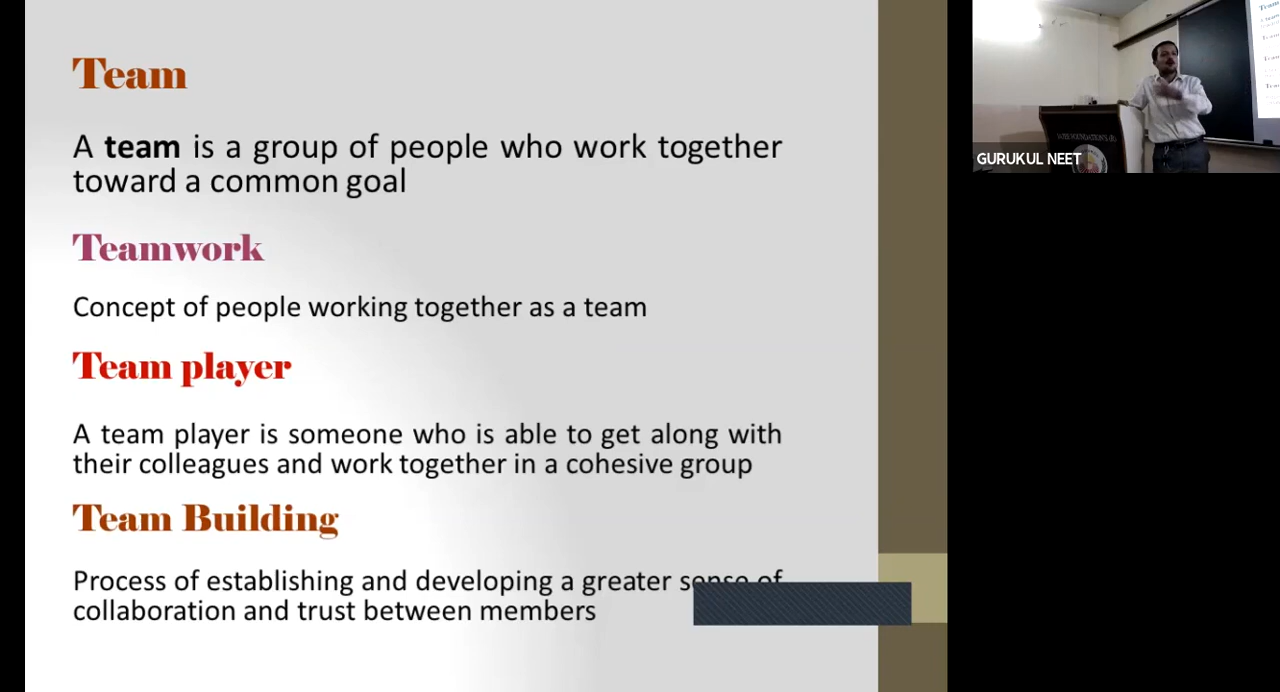 Team
A team is a group of people who work together
toward a common goal
Teamwork
Concept of people working together as a team
Team player
A team player is someone who is able to get along with
their colleagues and work together in a cohesive group
Team Building
Process of establishing and developing a greater sense of
collaboration and trust between members
GURUKUL NEET